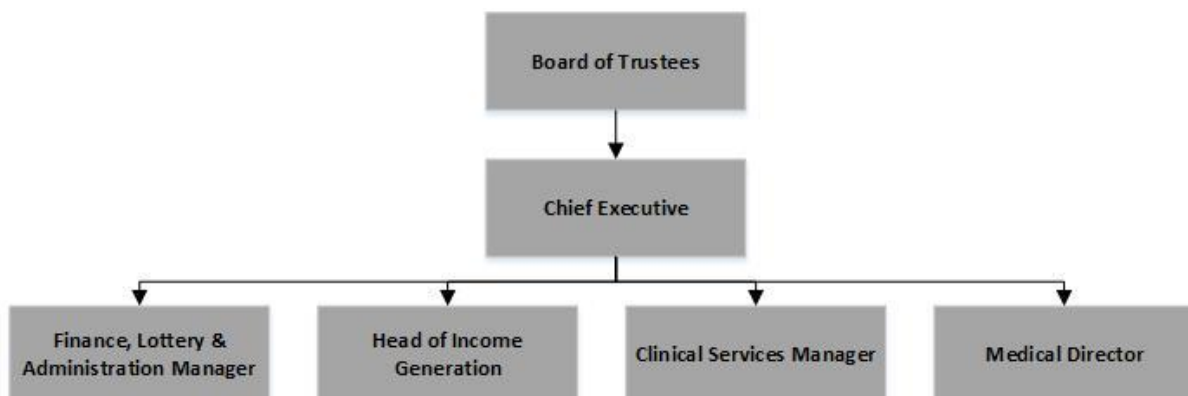 Board of Trustees
Chief Executive
Finance, Lottery &
Administration Manager
Head of Income
Generation
Clinical Services Manager
Medical Director